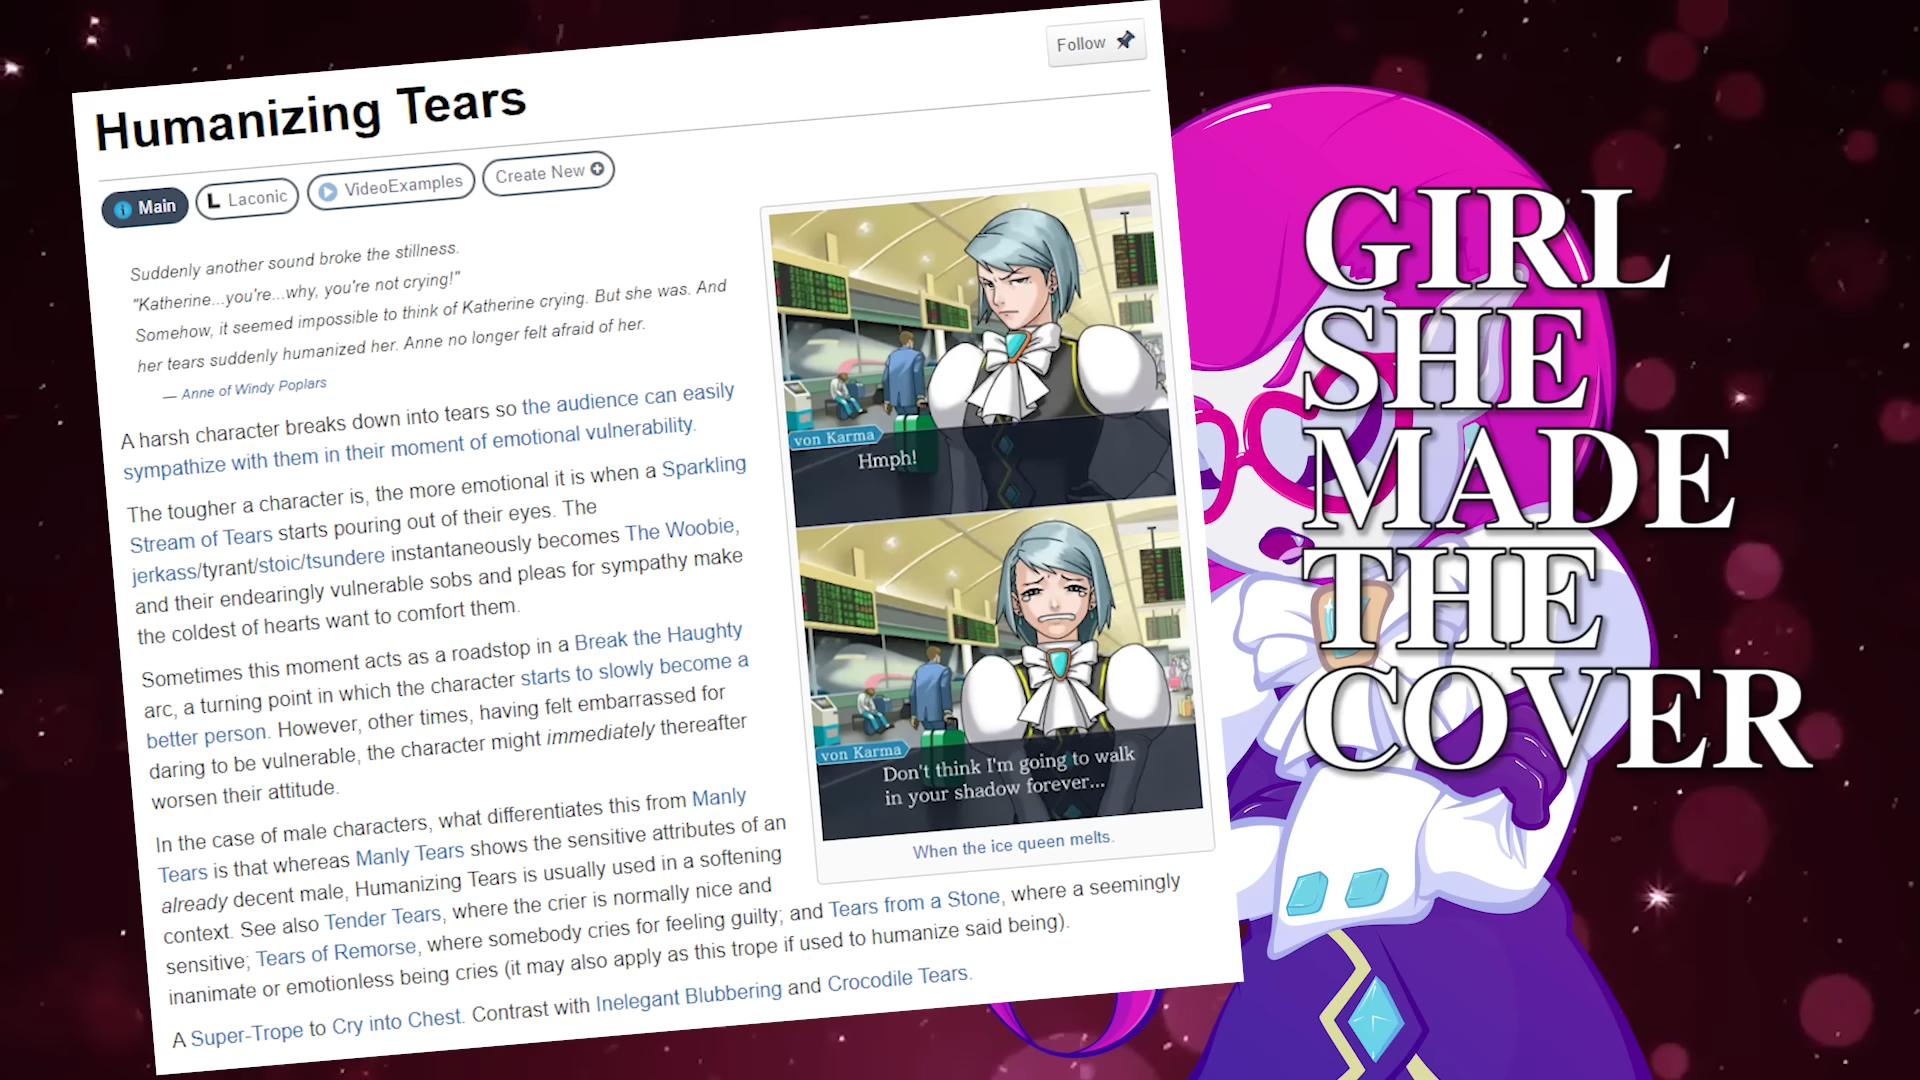 Follow
Humanizing Tears
Main
L Laconic
VideoExamples
Create New
Suddenly another sound broke the stillness.
"Katherine...you're...why, you're not crying!"
Somehow, it seemed impossible to think of Katherine crying. But she was. And
her tears suddenly humanized her. Anne no longer felt afraid of her.
— Anne of Windy Poplars
A harsh character breaks down into tears so the audience can easily
sympathize with them in their moment of emotional vulnerability.
The tougher a character is, the more emotional it is when a Sparkling
Stream of Tears starts pouring out of their eyes. The
jerkass/tyrant/stoic/tsundere instantaneously becomes The Woobie,
and their endearingly vulnerable sobs and pleas for sympathy make
the coldest of hearts want to comfort them.
Sometimes this moment acts as a roadstop in a Break the Haughty
arc, a turning point in which the character starts to slowly become a
better person. However, other times, having felt embarrassed for
daring to be vulnerable, the character might immediately thereafter
worsen their attitude.
In the case of male characters, what differentiates this from Manly
Tears is that whereas Manly Tears shows the sensitive attributes of an
already decent male, Humanizing Tears is usually used in a softening
context. See also Tender Tears, where the crier is normally nice and
sensitive; Tears of Remorse, where somebody cries for feeling guilty; and Tears from a Stone, where a seemingly
inanimate or emotionless being cries (it may also apply as this trope if used to humanize said being).
A Super-Trope to Cry into Chest. Contrast with Inelegant Blubbering and Crocodile Tears.
von Karma
Hmph!
von Karma
Don't think I'm going to walk
in your shadow forever...
When the ice queen melts.
GIRL
SHE
MADE
THE
COVER